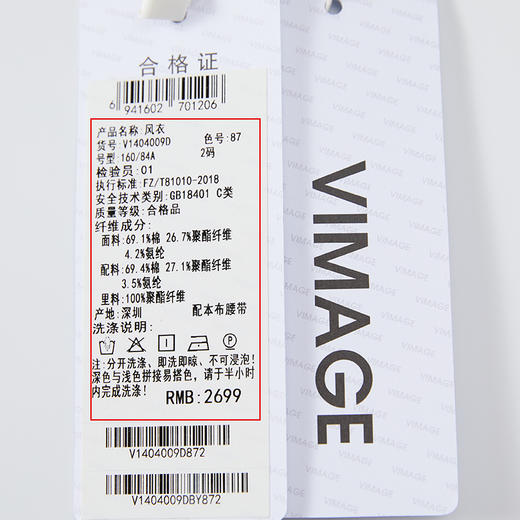 合格证
6 941602 701206
产品名称:风衣
货号:V1404009D 色号:87
号型:160/84A 2码
检验员:01
执行标准:FZ/T81010-2018
安全技术类别:GB18401 C类
质量等级:合格品
纤维成分:
面料:69.1%棉 26.7%聚酯纤维
4.2%氨纶
配料:69.4%棉 27.1%聚酯纤维
3.5%氨纶
里料:100%聚酯纤维
产地:深圳 配本布腰带
洗涤说明:
注:分开洗涤、即洗即晾、不可浸泡!
深色与浅色拼接易搭色,请于半小时
内完成洗涤!
RMB:2699
V1404009D872
V1404009DBY872
VIMAGE